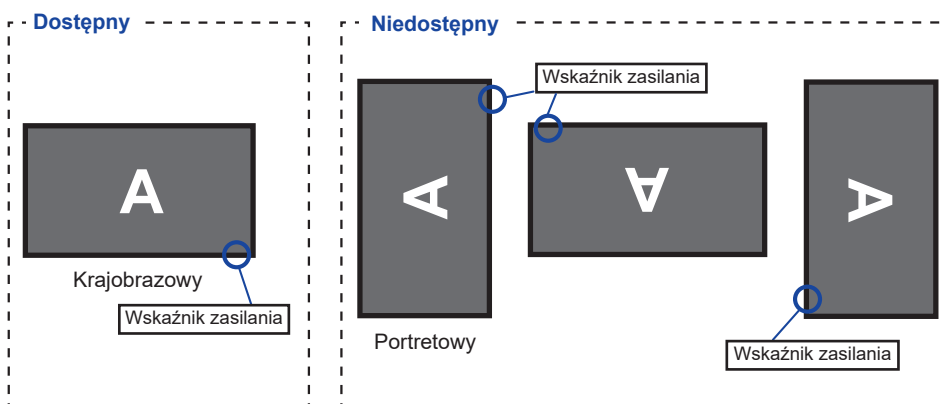 Dostępny
A
Krajobrazowy
Wskaźnik zasilania
Niedostępny
Wskaźnik zasilania
A
A
A
Portretowy
Wskaźnik zasilania